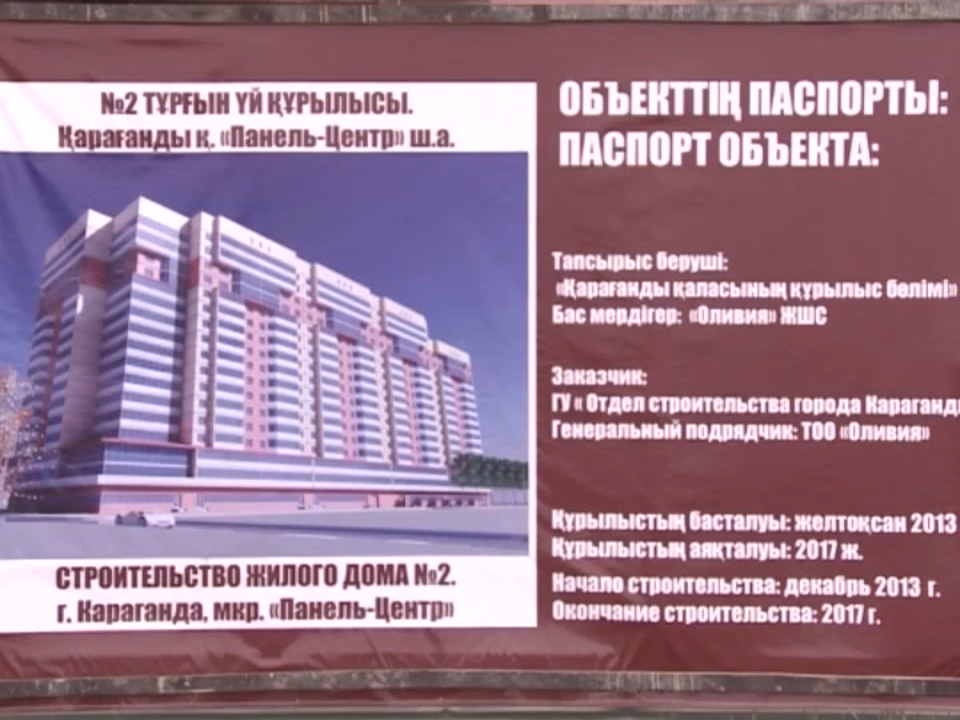 №2 ТҰРҒЫН ҮЙ ҚҰРЫЛЫСЫ.
Қарағанды қ. «Панель-Центр» ш.а.
СТРОИТЕЛЬСТВО ЖИЛОГО ДОМА №2.
г. Караганда, мкр. «Панель-Центр»
ОБЪЕКТТІҢ ПАСПОРТЫ:
ПАСПОРТ ОБЪЕКТА:
Тапсырыс беруші:
«Қарағанды қаласының құрылыс бөлімі»
Бас мердігер: «Оливия» ЖШС
Заказчик:
ГУ « Отдел строительства города Караганд
Генеральный подрядчик: ТОО «Оливия»
Құрылыстың басталуы: желтоқсан 2013
Құрылыстың аяқталуы: 2017 ж.
Начало строительства: декабрь 2013 г.
Окончание строительства: 2017 г.